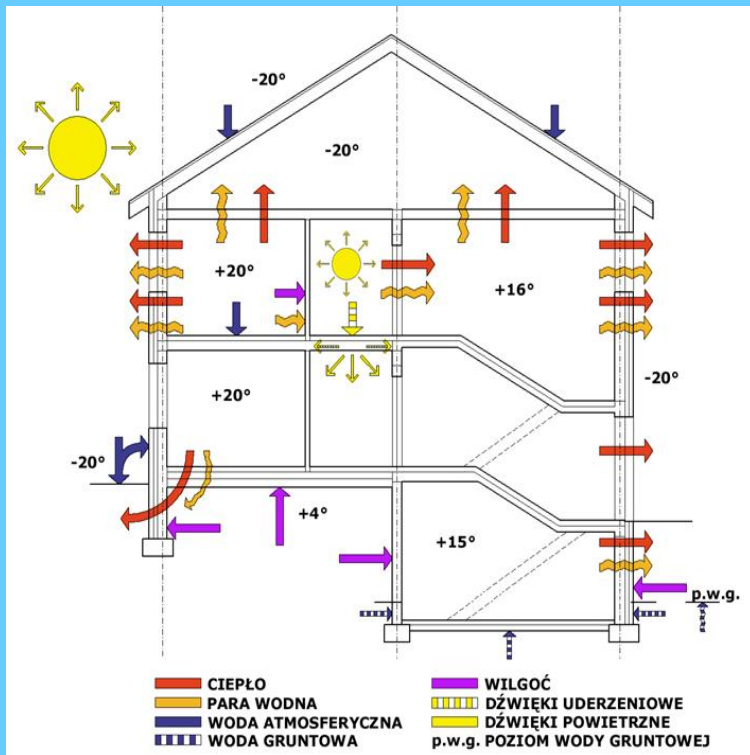 -20°
-20°
+20°
+16°
-20°
+20°
-20°
+4°
+15°
p.w.g.
CIEPŁO
PARA WODNA
WODA ATMOSFERYCZNA
WODA GRUNTOWA
WILGOĆ
DŹWIĘKI UDERZENIOWE
DŹWIĘKI POWIETRZNE
p.w.g. POZIOM WODY GRUNTOWEJ